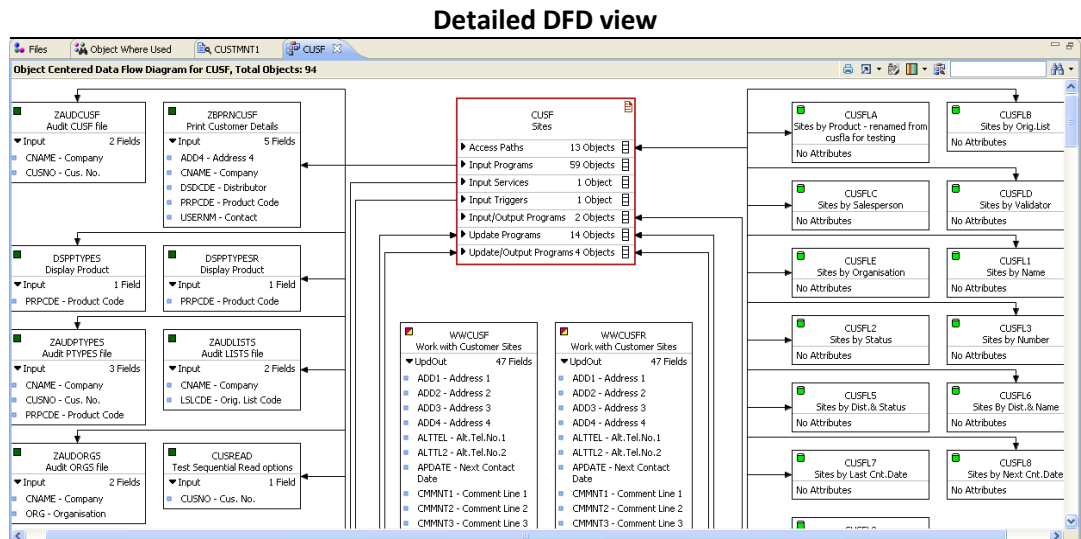 Detailed DFD view
Files
Object Where Used
CUSTMNT1
CUSF
Object Centered Data Flow Diagram for CUSF, Total Objects: 94
ZAUDCUSF
Audit CUSF file
Input 2 Fields
CNAME - Company
CUSNO - Cus. No.
ZBPRNCUSF
Print Customer Details
Input 5 Fields
ADD4 - Address 4
CNAME - Company
DSDCDE - Distributor
PRPCDE - Product Code
USERNM - Contact
DSPPTYPES
Display Product
Input 1 Field
PRPCDE - Product Code
DSPPTYPESR
Display Product
Input 1 Field
PRPCDE - Product Code
ZAUDPTYPES
Audit PTYPES file
Input 3 Fields
CNAME - Company
CUSNO - Cus. No.
PRPCDE - Product Code
ZAUDLISTS
Audit LISTS file
Input 2 Fields
CNAME - Company
LSLCDE - Orig. List Code
ZAUDORGS
Audit ORGS file
Input 2 Fields
CNAME - Company
ORG - Organisation
CUSREAD
Test Sequential Read options
Input 1 Field
CUSNO - Cus. No.
CUSF
Sites
Access Paths 13 Objects
Input Programs 59 Objects
Input Services 1 Object
Input Triggers 1 Object
Input/Output Programs 2 Objects
Update Programs 14 Objects
Update/Output Programs 4 Objects
WWCUSF
Work with Customer Sites
UpdOut 47 Fields
ADD1 - Address 1
ADD2 - Address 2
ADD3 - Address 3
ADD4 - Address 4
ALTTEL - Alt.Tel.No.1
ALTTL2 - Alt.Tel.No.2
APDATE - Next Contact
Date
CMMNT1 - Comment Line 1
CMMNT2 - Comment Line 2
CMMNT3 - Comment Line 3
WWCUSFR
Work with Customer Sites
UpdOut 47 Fields
ADD1 - Address 1
ADD2 - Address 2
ADD3 - Address 3
ADD4 - Address 4
ALTTEL - Alt.Tel.No.1
ALTTL2 - Alt.Tel.No.2
APDATE - Next Contact
Date
CMMNT1 - Comment Line 1
CMMNT2 - Comment Line 2
CMMNT3 - Comment Line 3
CUSFLA
Sites by Product - renamed from
cusfla for testing
No Attributes
CUSFLB
Sites by Orig.List
No Attributes
CUSFLC
Sites by Salesperson
No Attributes
CUSFLD
Sites by Validator
No Attributes
CUSFLE
Sites by Organisation
No Attributes
CUSFL1
Sites by Name
No Attributes
CUSFL2
Sites by Status
No Attributes
CUSFL3
Sites by Number
No Attributes
CUSFL5
Sites by Dist.& Status
No Attributes
CUSFL6
Sites By Dist.& Name
No Attributes
CUSFL7
Sites by Last Cnt.Date
No Attributes
CUSFL8
Sites by Next Cnt.Date
No Attributes